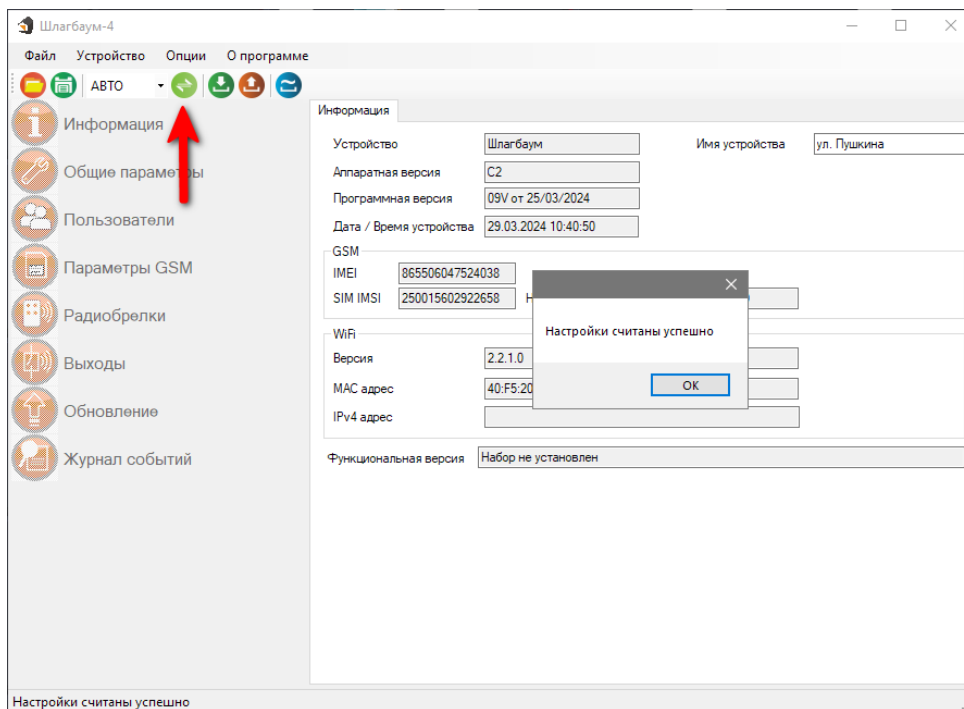 Шлагбаум-4
Файл Устройство Опции О программе
АВТО
Информация
Общие параметры
Пользователи
Параметры GSM
Радиобрелки
Выходы
Обновление
Журнал событий
Информация
Устройство Шлагбаум Имя устройства ул. Пушкина
Аппаратная версия C2
Программная версия 09V от 25/03/2024
Дата / Время устройства 29.03.2024 10:40:50
GSM
IMEI 865506047524038
SIM IMSI 250015602922658
WiFi
Версия 2.2.1.0
MAC адрес 40:F5:20
IPv4 адрес
Функциональная версия Набор не установлен
Настройки считаны успешно
OK
Настройки считаны успешно